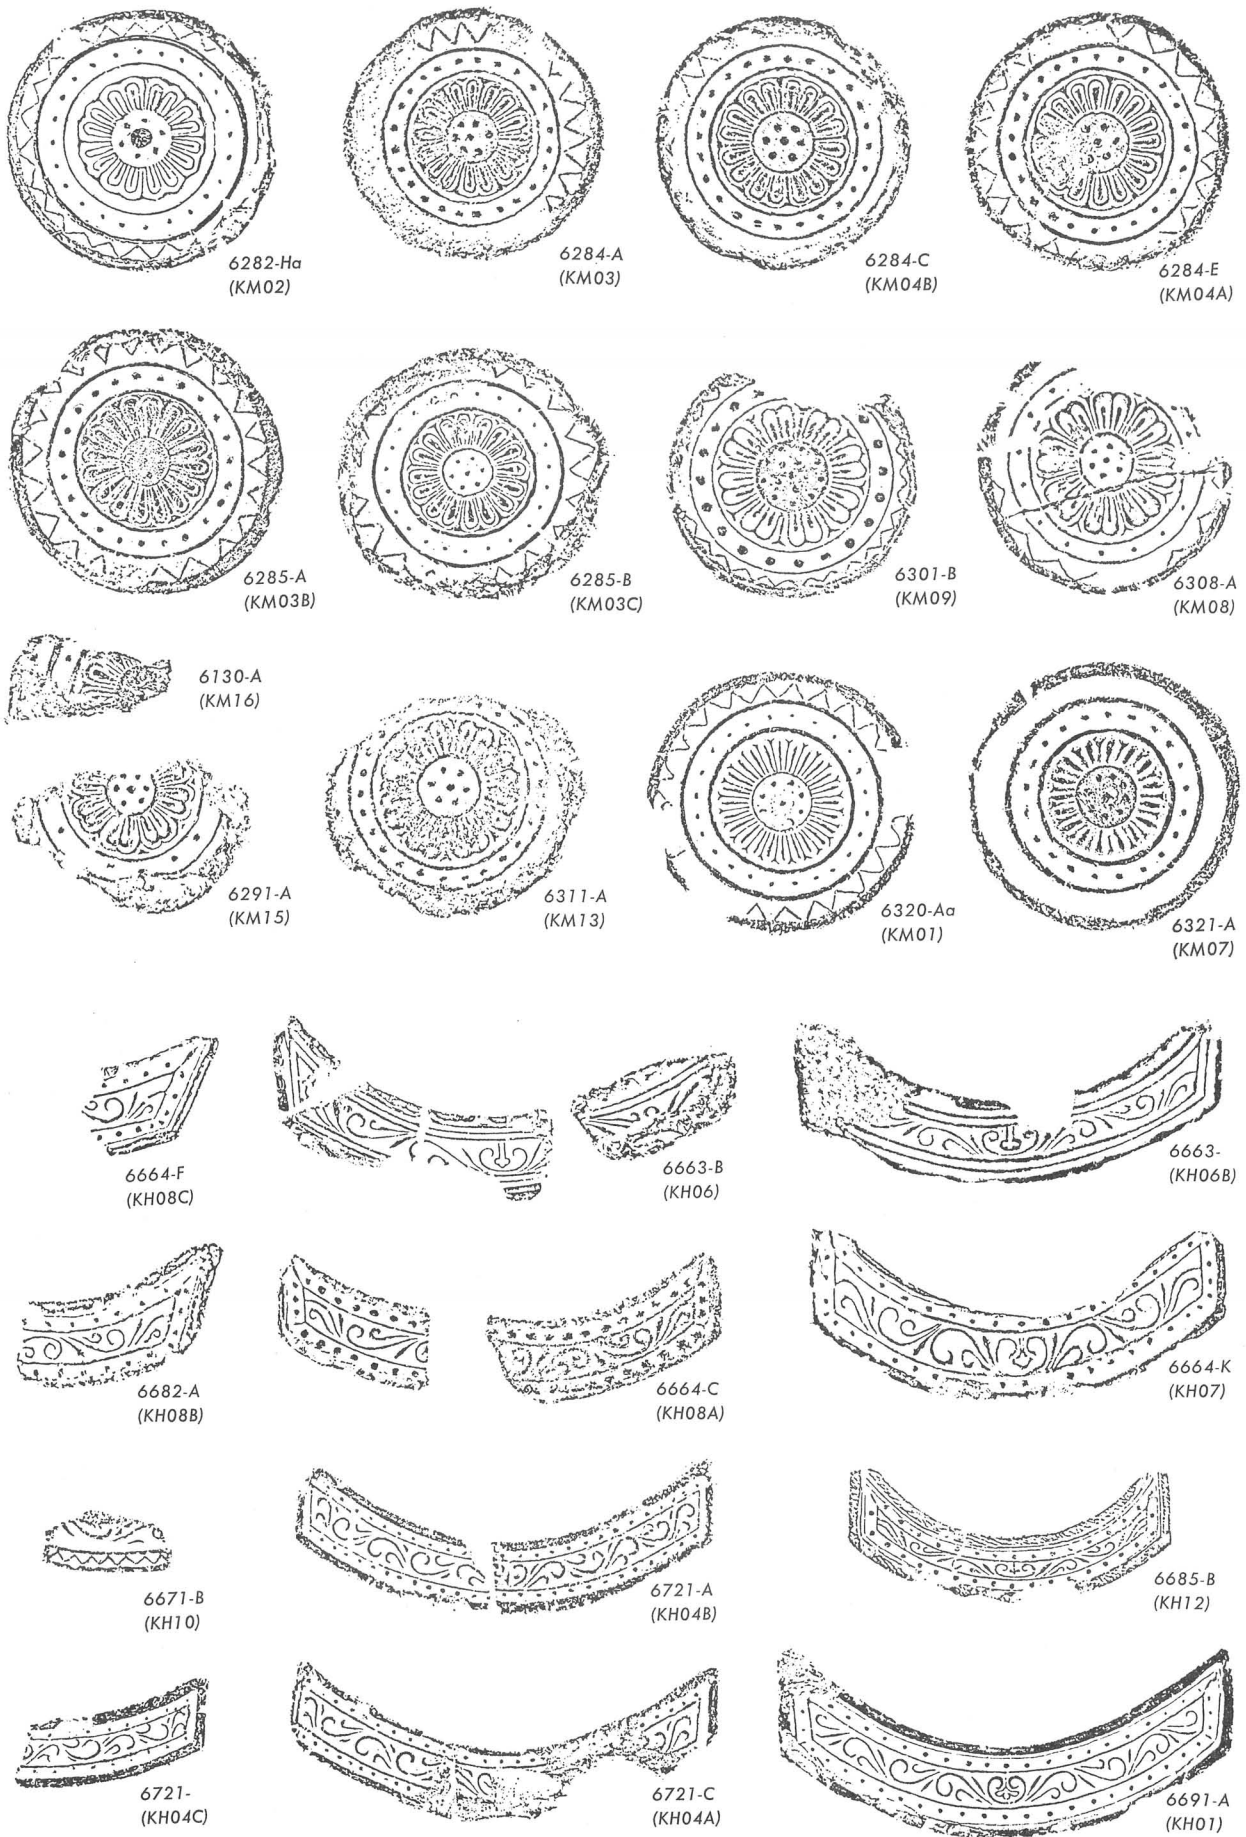 6282-Ha
(KM02)
6284-A
(KM03)
6284-C
(KM04B)
6284-E
(KM04A)
6285-A
(KM03B)
6285-B
(KM03C)
6301-B
(KM09)
6308-A
(KM08)
6130-A
(KM16)
6291-A
(KM15)
6311-A
(KM13)
6320-Aa
(KM01)
6321-A
(KM07)
6664-F
(KH08C)
6663-B
(KH06)
6663-
(KH06B)
6682-A
(KH08B)
6664-C
(KH08A)
6664-K
(KH07)
6671-B
(KH10)
6721-A
(KH04B)
6685-B
(KH12)
6721-
(KH04C)
6721-C
(KH04A)
6691-A
(KH01)